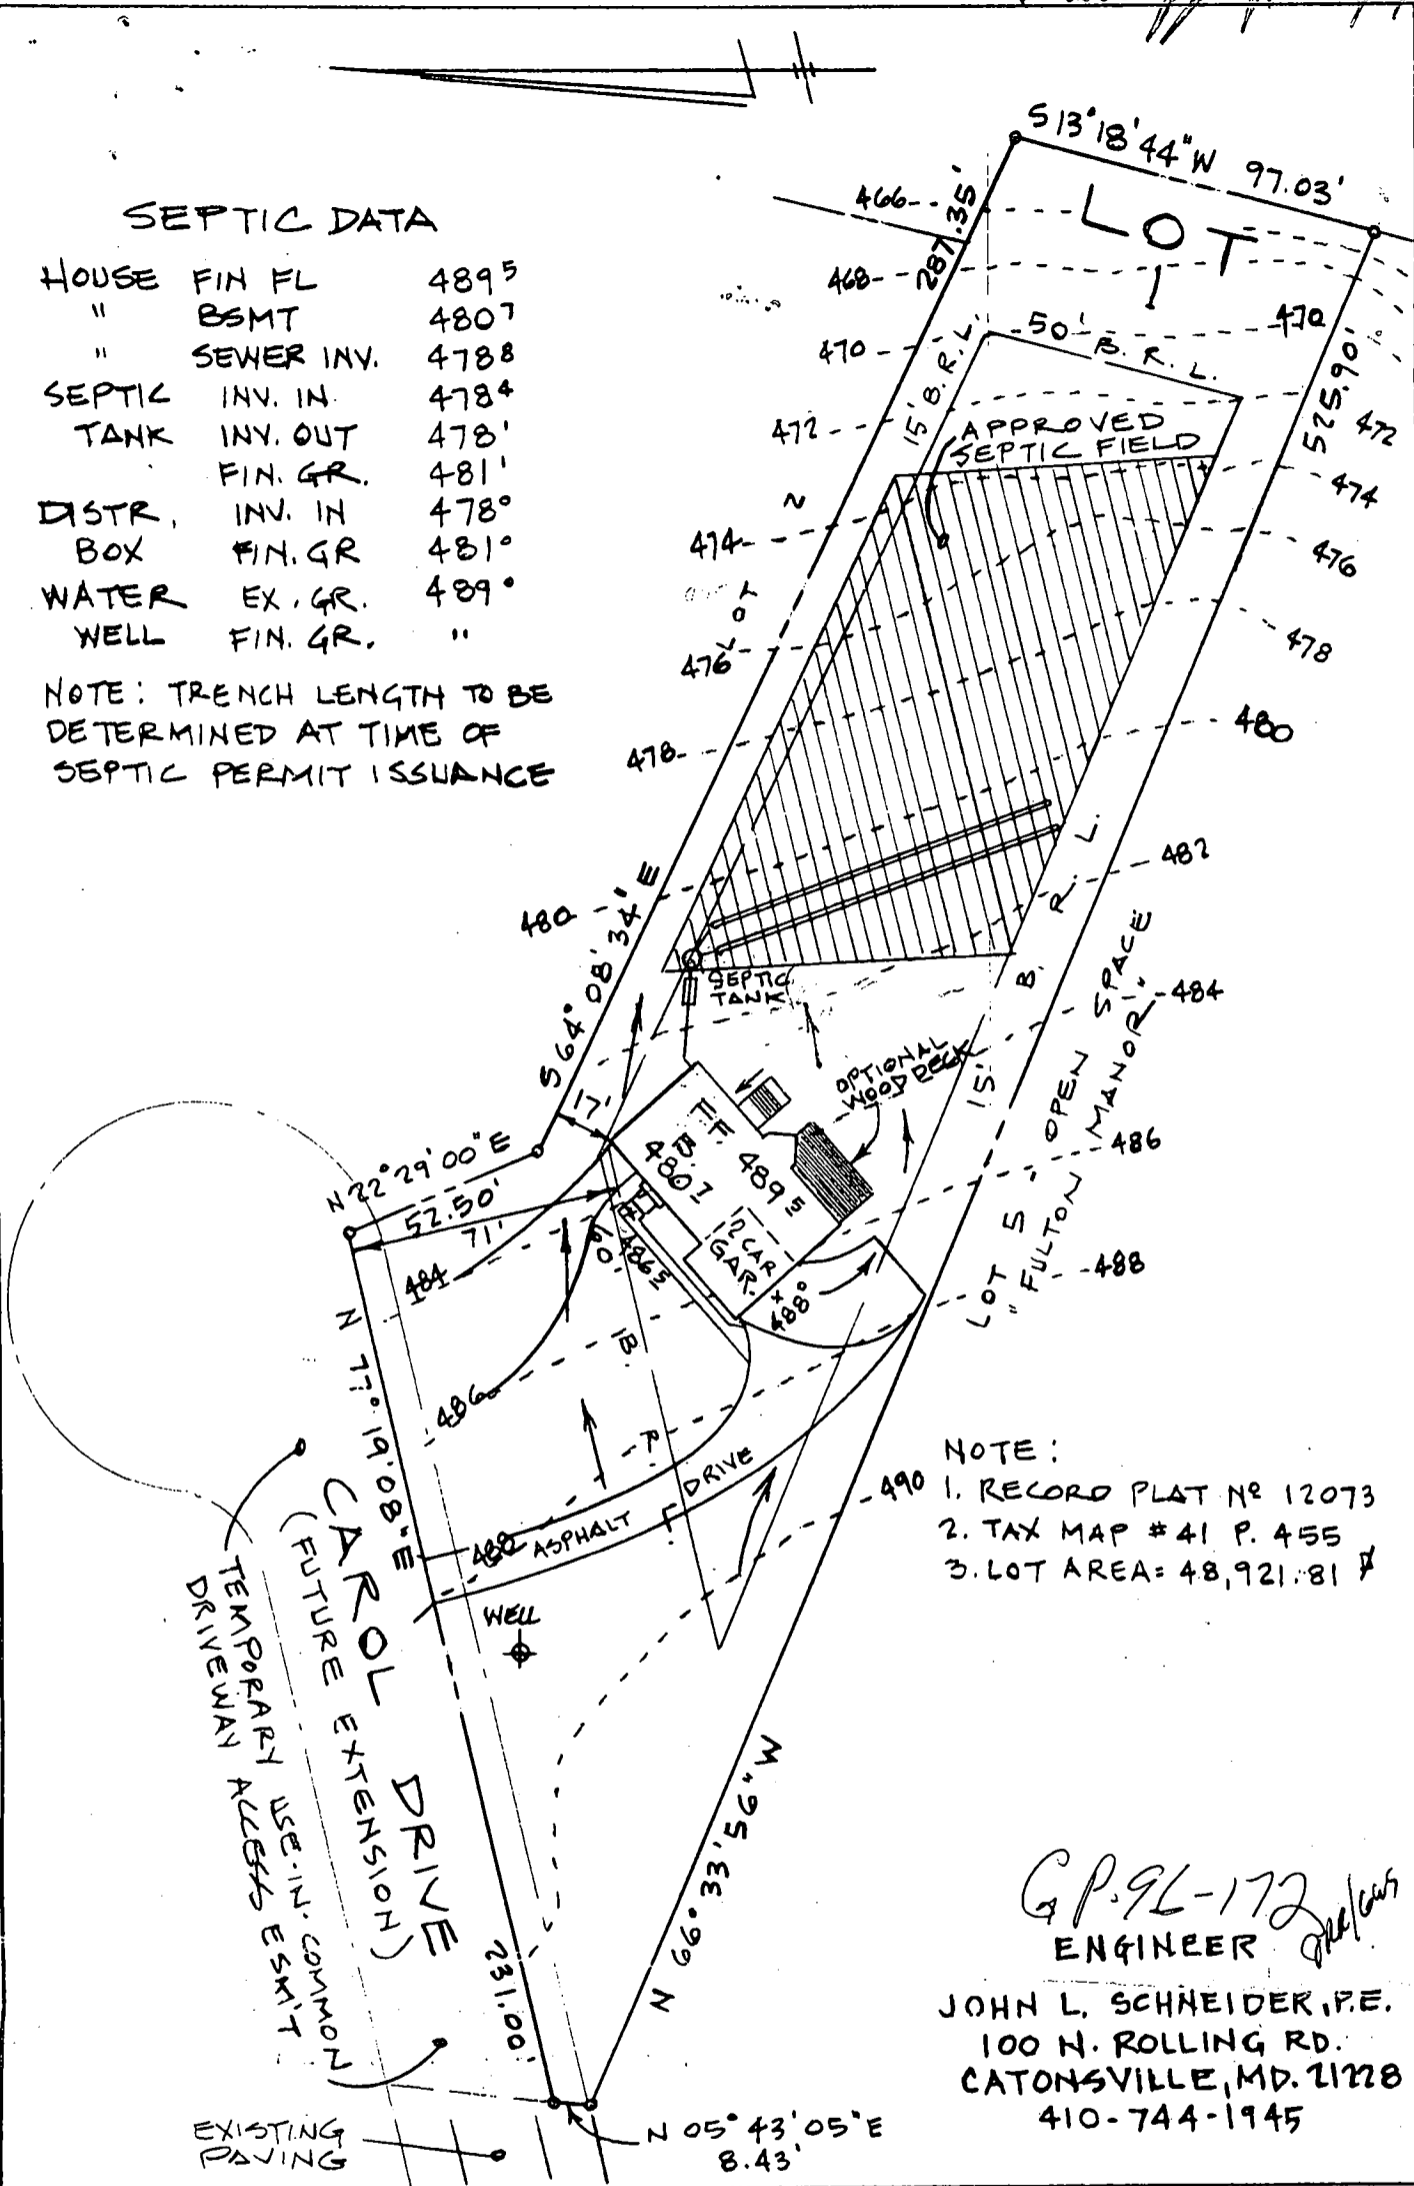 SEPTIC DATA
HOUSE FIN FL 489⁵
" BSMT 480⁷
" SEWER INV. 478⁸
SEPTIC INV. IN 478⁴
TANK INV. OUT 478¹
FIN. GR. 481¹
DISTR. INV. IN 478⁰
BOX FIN. GR 481⁰
WATER EX. GR. 489⁰
WELL FIN. GR. "
NOTE: TRENCH LENGTH TO BE
DETERMINED AT TIME OF
SEPTIC PERMIT ISSUANCE
S 13°18'44"W 97.03'
LOT
1
287.35'
525.90'
466
468
470
472
474
476
478
480
470
472
474
476
478
480
482
484
486
488
490
50' B. R. L.
15' B. R. L.
APPROVED
SEPTIC FIELD
LOT 2
S 64° 08' 34" E
15' B. R. L.
SEPTIC
TANK
OPTIONAL
WOOD DECK
LOT 5 - OPEN SPACE
"FULTON MANOR"
17'
F.F. 489⁵
B. 480⁷
2 CAR
GAR.
486⁵
× 488⁰
N 22°29'00"E
52.50'
71'
60' B. R. L.
484
486
488
N 77° 19' 08" E
231.00'
ASPHALT DRIVE
WELL
CAROL DRIVE
(FUTURE EXTENSION)
TEMPORARY USE-IN-COMMON
DRIVEWAY ACCESS ESM'T
N 66° 33' 56" W
EXISTING
PAVING
N 05° 43' 05" E
8.43'
NOTE:
1. RECORD PLAT Nº 12073
2. TAX MAP #41 P. 455
3. LOT AREA: 48,921.81
G P. 96-172
ENGINEER
JOHN L. SCHNEIDER, P.E.
100 N. ROLLING RD.
CATONSVILLE, MD. 21228
410-744-1945